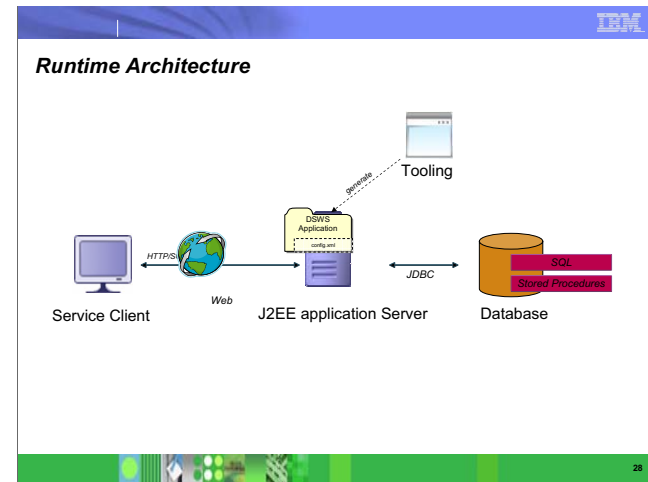 IBM
Runtime Architecture
generate
Tooling
DSWS
Application
config.xml
HTTP/S
Web
JDBC
SQL
Stored Procedures
Service Client
J2EE application Server
Database
28